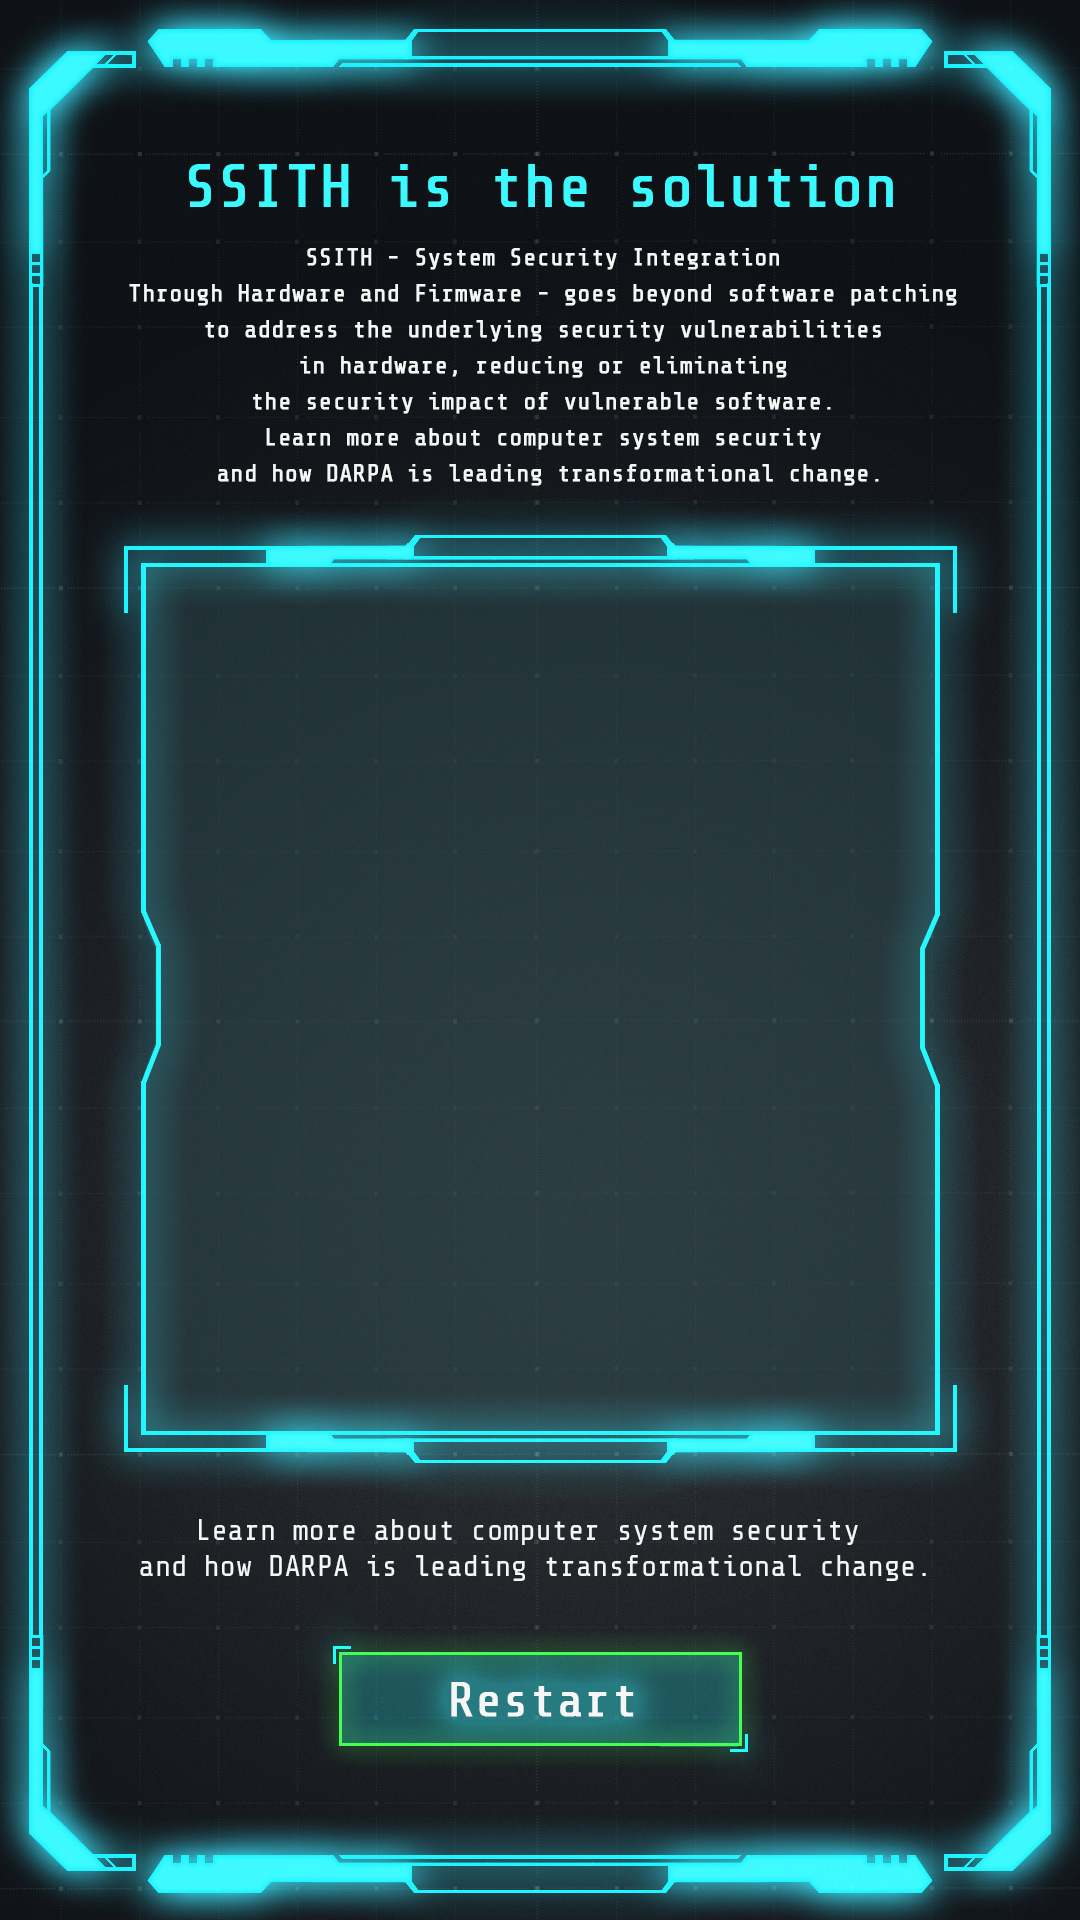 SSITH is the solution
SSITH - System Security Integration
Through Hardware and Firmware - goes beyond software patching
to address the underlying security vulnerabilities
in hardware, reducing or eliminating
the security impact of vulnerable software.
Learn more about computer system security
and how DARPA is leading transformational change.
Learn more about computer system security
and how DARPA is leading transformational change.
Restart